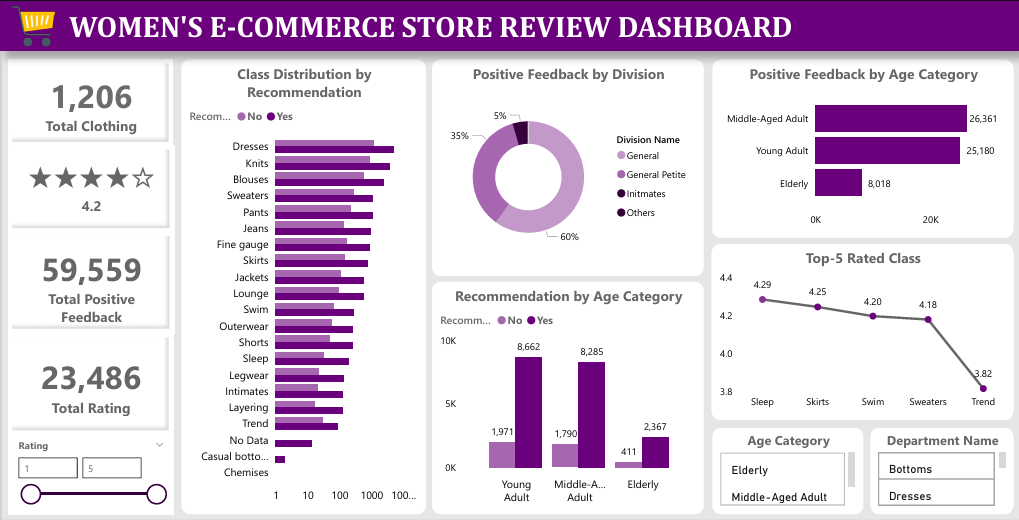 WOMEN'S E-COMMERCE STORE REVIEW DASHBOARD
1,206
Total Clothing
4.2
59,559
Total Positive
Feedback
23,486
Total Rating
Rating
1
5
Class Distribution by
Recommendation
Recom... No Yes
Dresses
Knits
Blouses
Sweaters
Pants
Jeans
Fine gauge
Skirts
Jackets
Lounge
Swim
Outerwear
Shorts
Sleep
Legwear
Intimates
Layering
Trend
No Data
Casual botto...
Chemises
1 10 100 1000 100...
Positive Feedback by Division
5%
35%
60%
Division Name
General
General Petite
Initmates
Others
Recommendation by Age Category
Recomm... No Yes
10K
5K
0K
1,971 8,662
1,790 8,285
411 2,367
Young
Adult
Middle-A...
Adult
Elderly
Positive Feedback by Age Category
Middle-Aged Adult 26,361
Young Adult 25,180
Elderly 8,018
0K 20K
Top-5 Rated Class
4.4
4.2
4.0
3.8
4.29 4.25 4.20 4.18 3.82
Sleep Skirts Swim Sweaters Trend
Age Category
Elderly
Middle-Aged Adult
Department Name
Bottoms
Dresses